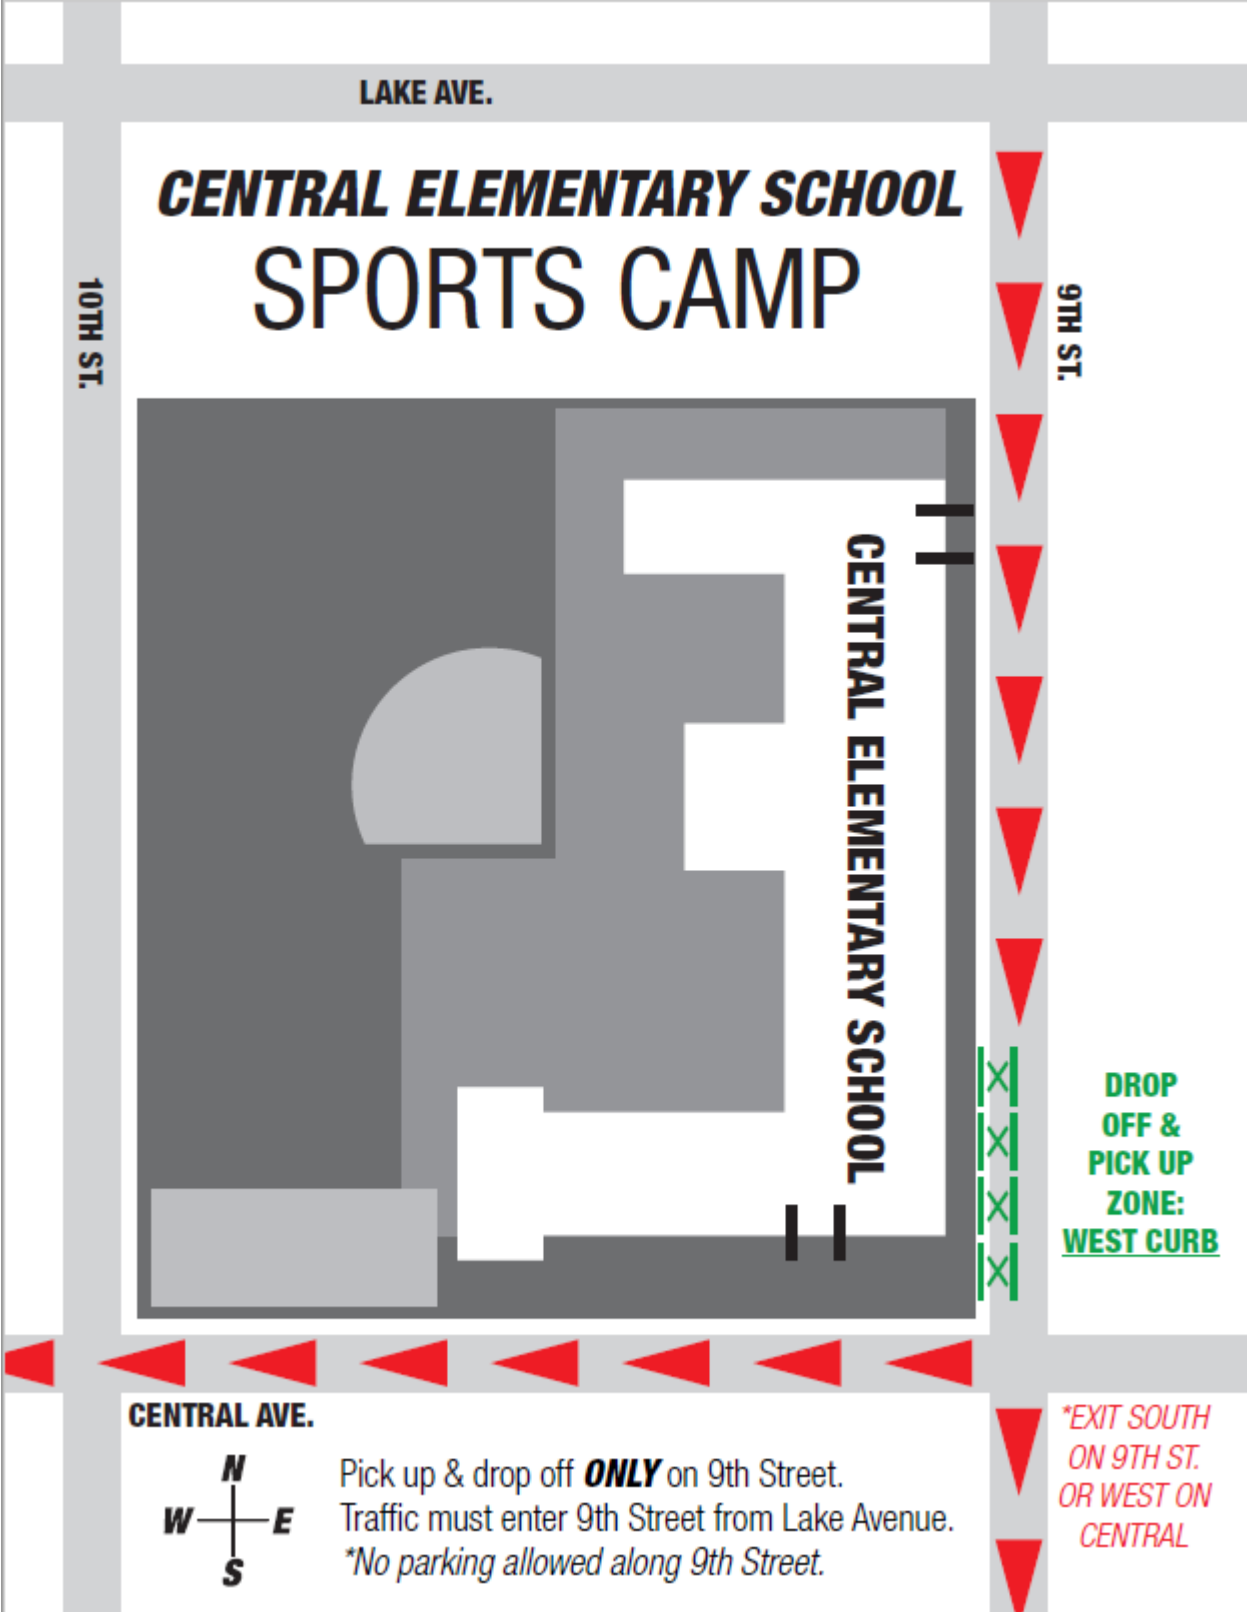 LAKE AVE.
CENTRAL ELEMENTARY SCHOOL
SPORTS CAMP
10TH ST.
9TH ST.
CENTRAL ELEMENTARY SCHOOL
DROP
OFF &
PICK UP
ZONE:
WEST CURB
CENTRAL AVE.
N
W E
S
Pick up & drop off ONLY on 9th Street.
Traffic must enter 9th Street from Lake Avenue.
*No parking allowed along 9th Street.
*EXIT SOUTH
ON 9TH ST.
OR WEST ON
CENTRAL